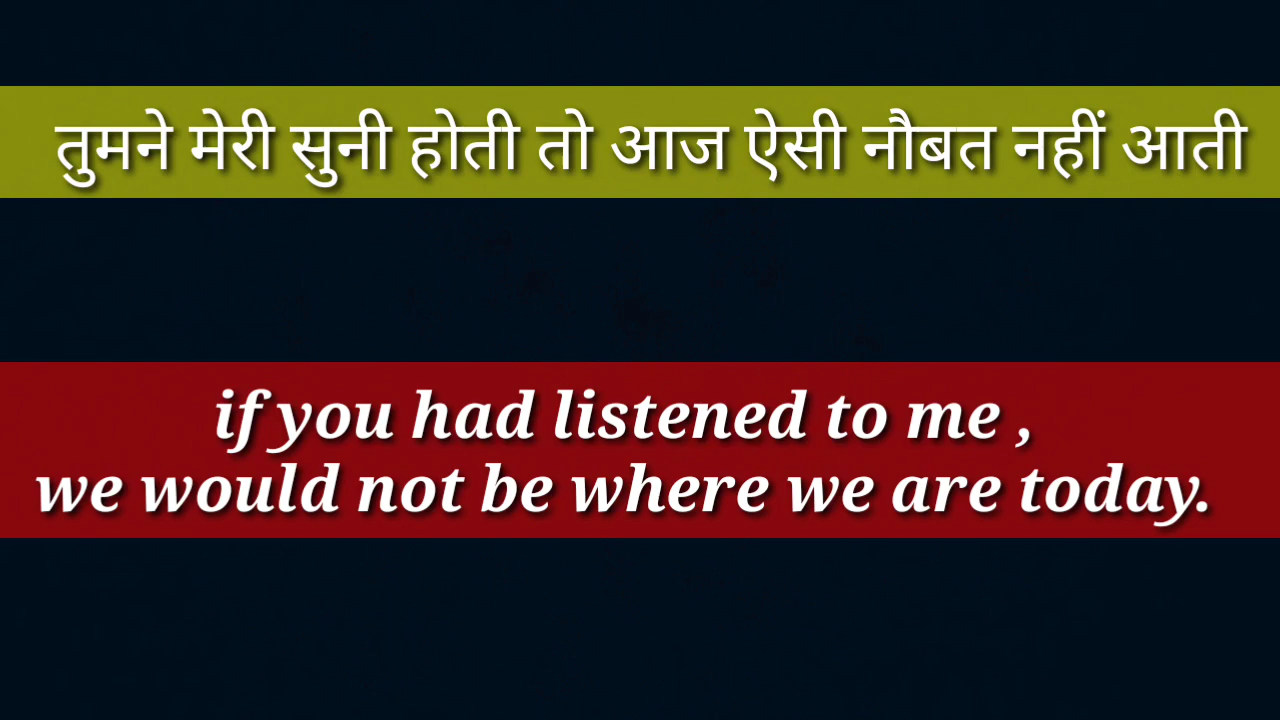 तुमने मेरी सुनी होती तो आज ऐसी नौबत नहीं आती
if you had listened to me ,
we would not be where we are today.